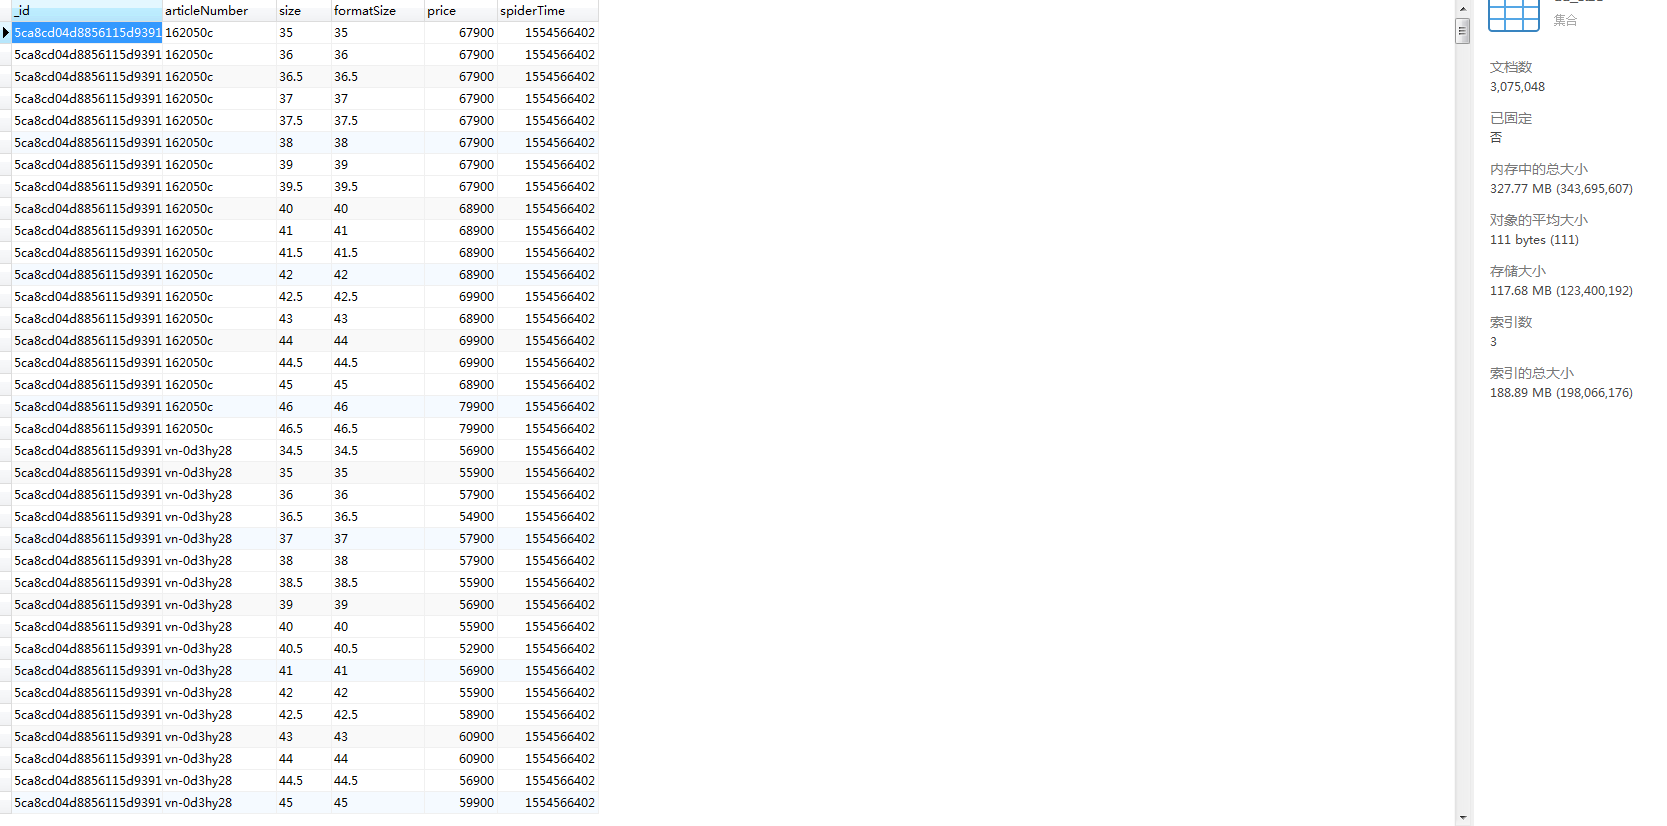 _id articleNumber size formatSize price spiderTime
5ca8cd04d8856115d9391 162050c 35 35 67900 1554566402
5ca8cd04d8856115d9391 162050c 36 36 67900 1554566402
5ca8cd04d8856115d9391 162050c 36.5 36.5 67900 1554566402
5ca8cd04d8856115d9391 162050c 37 37 67900 1554566402
5ca8cd04d8856115d9391 162050c 37.5 37.5 67900 1554566402
5ca8cd04d8856115d9391 162050c 38 38 67900 1554566402
5ca8cd04d8856115d9391 162050c 39 39 67900 1554566402
5ca8cd04d8856115d9391 162050c 39.5 39.5 67900 1554566402
5ca8cd04d8856115d9391 162050c 40 40 68900 1554566402
5ca8cd04d8856115d9391 162050c 41 41 68900 1554566402
5ca8cd04d8856115d9391 162050c 41.5 41.5 68900 1554566402
5ca8cd04d8856115d9391 162050c 42 42 68900 1554566402
5ca8cd04d8856115d9391 162050c 42.5 42.5 69900 1554566402
5ca8cd04d8856115d9391 162050c 43 43 68900 1554566402
5ca8cd04d8856115d9391 162050c 44 44 69900 1554566402
5ca8cd04d8856115d9391 162050c 44.5 44.5 69900 1554566402
5ca8cd04d8856115d9391 162050c 45 45 68900 1554566402
5ca8cd04d8856115d9391 162050c 46 46 79900 1554566402
5ca8cd04d8856115d9391 162050c 46.5 46.5 79900 1554566402
5ca8cd04d8856115d9391 vn-0d3hy28 34.5 34.5 56900 1554566402
5ca8cd04d8856115d9391 vn-0d3hy28 35 35 55900 1554566402
5ca8cd04d8856115d9391 vn-0d3hy28 36 36 57900 1554566402
5ca8cd04d8856115d9391 vn-0d3hy28 36.5 36.5 54900 1554566402
5ca8cd04d8856115d9391 vn-0d3hy28 37 37 57900 1554566402
5ca8cd04d8856115d9391 vn-0d3hy28 38 38 57900 1554566402
5ca8cd04d8856115d9391 vn-0d3hy28 38.5 38.5 55900 1554566402
5ca8cd04d8856115d9391 vn-0d3hy28 39 39 56900 1554566402
5ca8cd04d8856115d9391 vn-0d3hy28 40 40 55900 1554566402
5ca8cd04d8856115d9391 vn-0d3hy28 40.5 40.5 52900 1554566402
5ca8cd04d8856115d9391 vn-0d3hy28 41 41 56900 1554566402
5ca8cd04d8856115d9391 vn-0d3hy28 42 42 55900 1554566402
5ca8cd04d8856115d9391 vn-0d3hy28 42.5 42.5 58900 1554566402
5ca8cd04d8856115d9391 vn-0d3hy28 43 43 60900 1554566402
5ca8cd04d8856115d9391 vn-0d3hy28 44 44 60900 1554566402
5ca8cd04d8856115d9391 vn-0d3hy28 44.5 44.5 56900 1554566402
5ca8cd04d8856115d9391 vn-0d3hy28 45 45 59900 1554566402
集合
文档数
3,075,048
已固定
否
内存中的总大小
327.77 MB (343,695,607)
对象的平均大小
111 bytes (111)
存储大小
117.68 MB (123,400,192)
索引数
3
索引的总大小
188.89 MB (198,066,176)